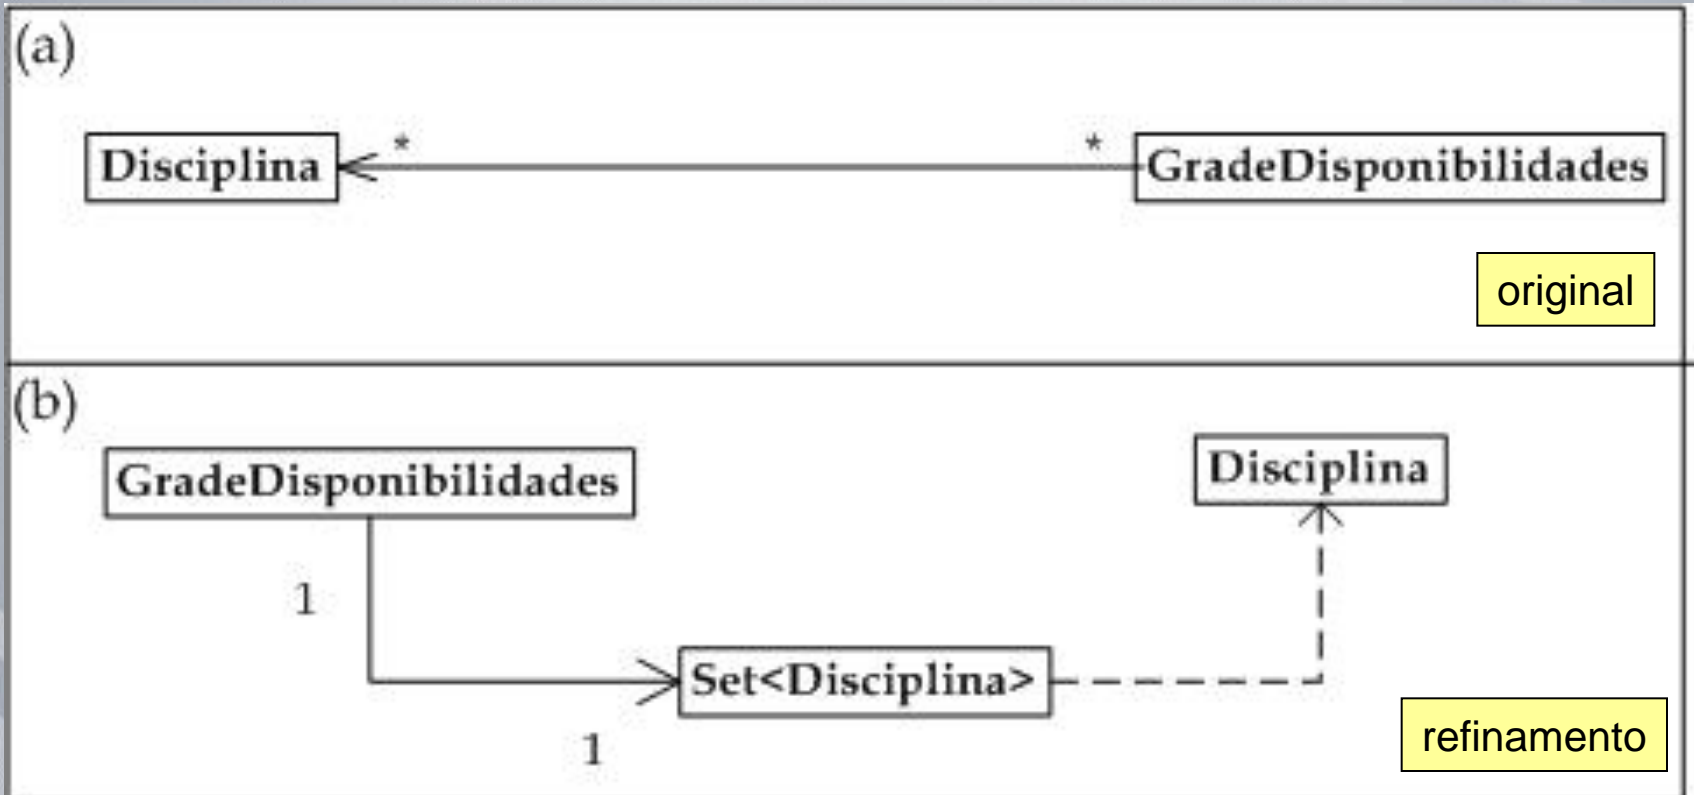 (a)
* *
Disciplina GradeDisponibilidades
original
(b)
GradeDisponibilidades Disciplina
1
Set<Disciplina>
1
refinamento